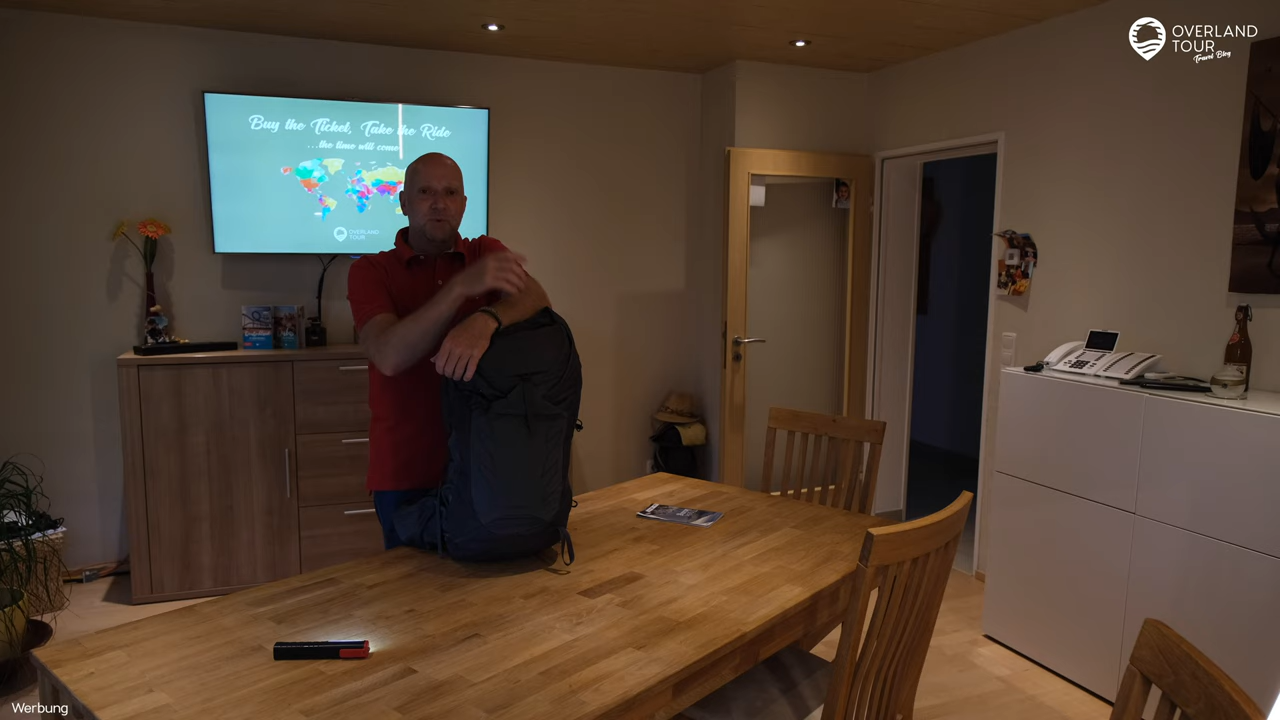 OVERLAND
TOUR
Travel Blog
Buy the Ticket, Take the Ride
...the time will come
OVERLAND
TOUR
Werbung